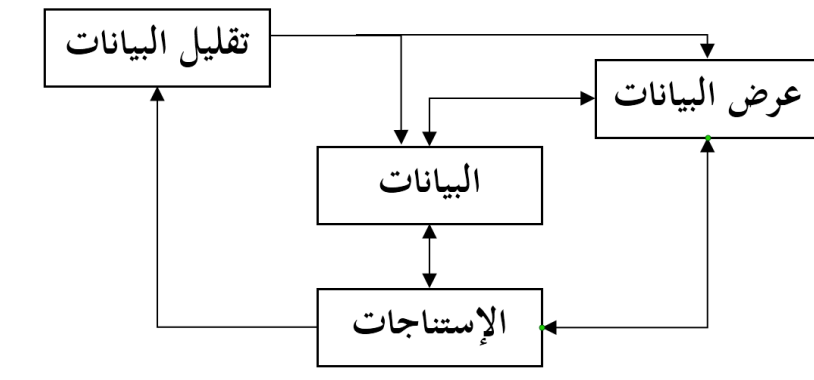 تقليل البيانات
عرض البيانات
البيانات
الإستناجات